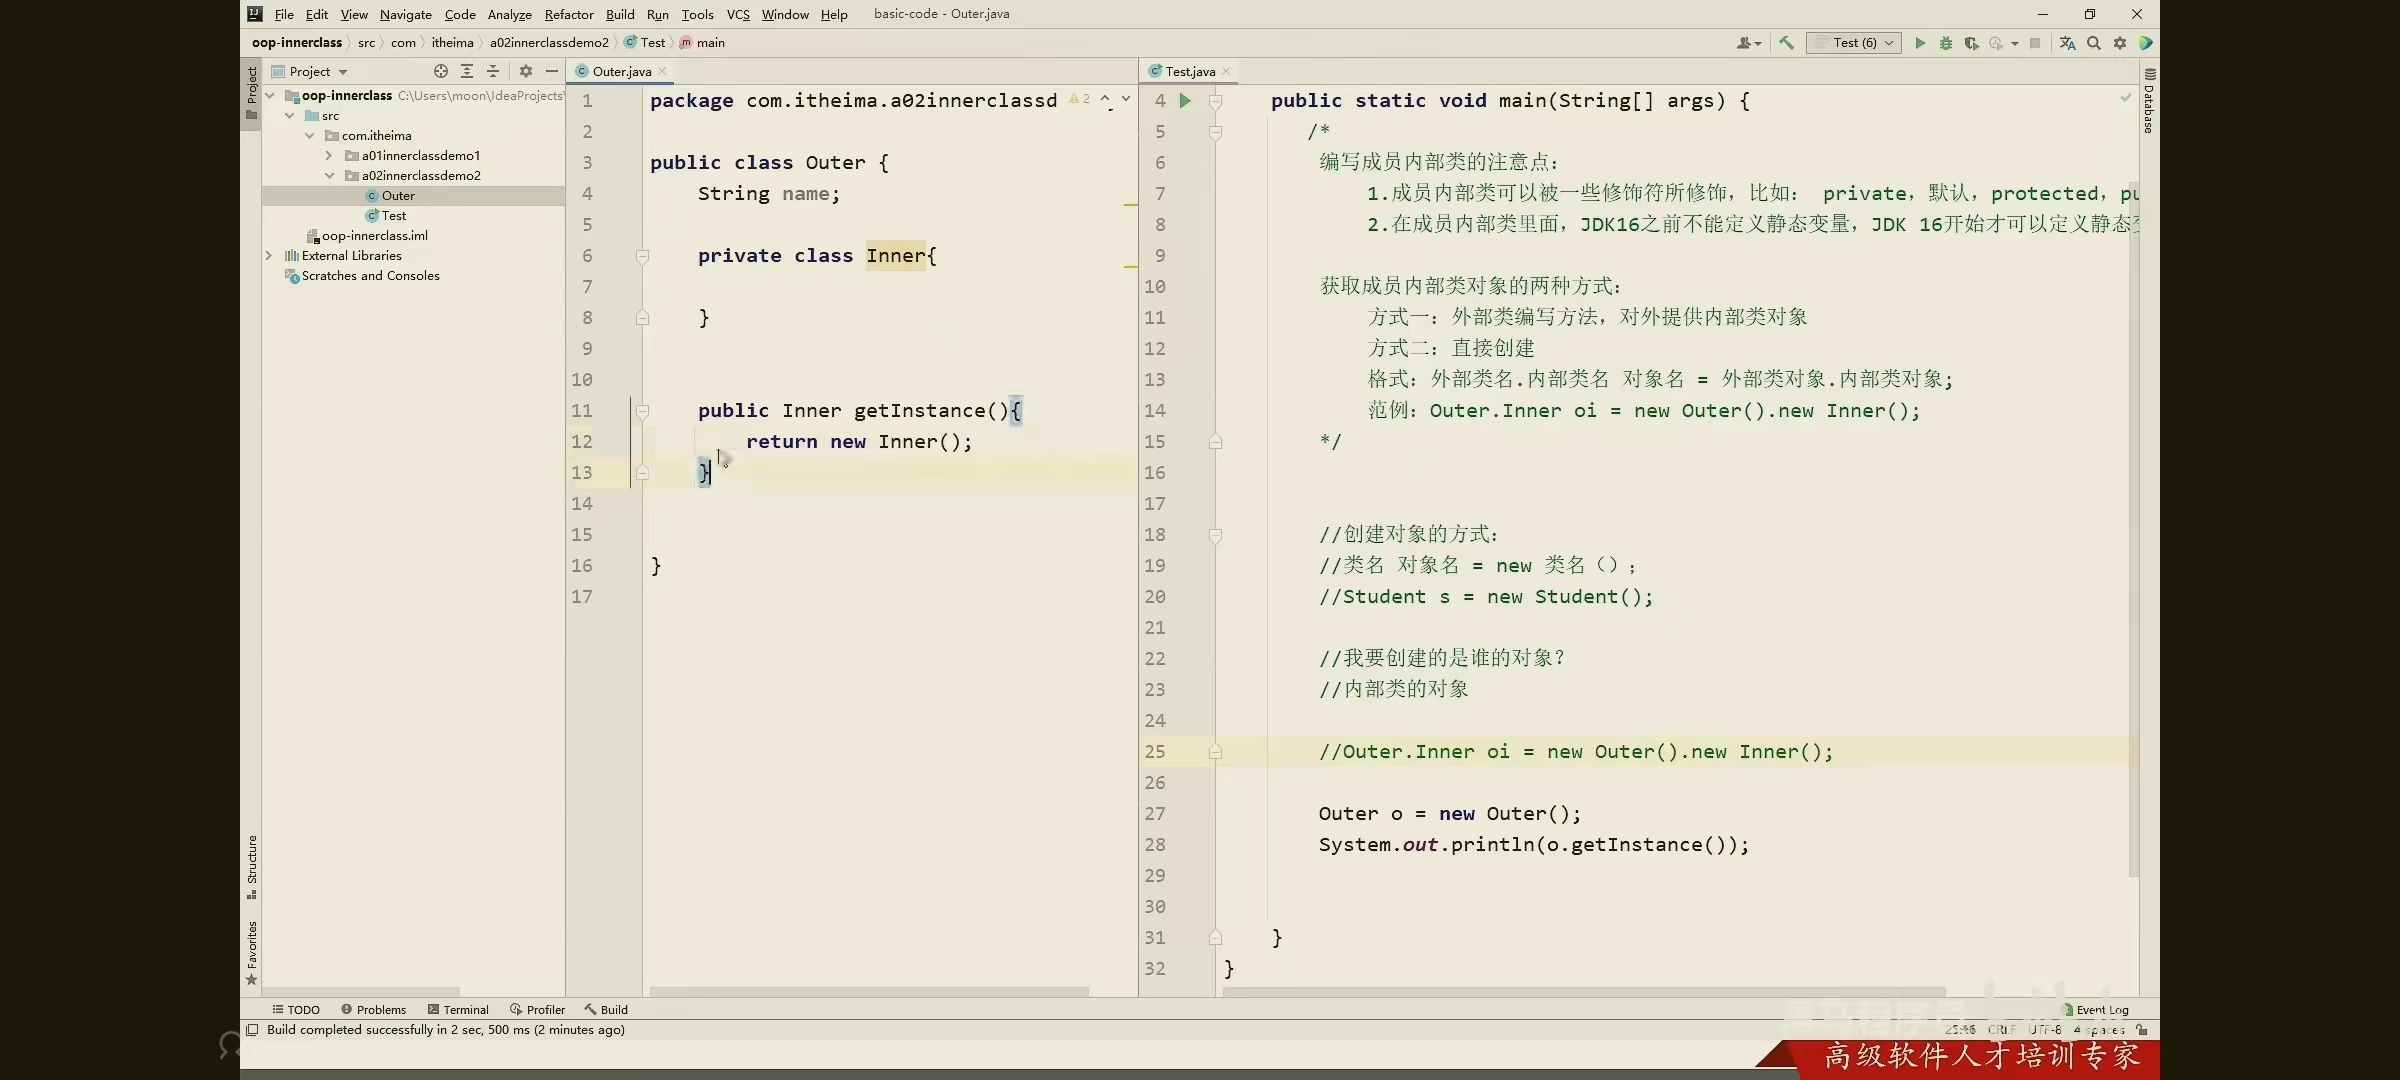 File Edit View Navigate Code Analyze Refactor Build Run Tools VCS Window Help basic-code - Outer.java
oop-innerclass src com itheima a02innerclassdemo2 Test main
Test (6)
Project
oop-innerclass C:\Users\moon\IdeaProjects\
src
com.itheima
a01innerclassdemo1
a02innerclassdemo2
Outer
Test
oop-innerclass.iml
External Libraries
Scratches and Consoles
Project
Structure
Favorites
Outer.java
2
1 package com.itheima.a02innerclassd
2
3 public class Outer {
4 String name;
5
6 private class Inner{
7
8 }
9
10
11 public Inner getInstance(){
12 return new Inner();
13 }
14
15
16 }
17
Test.java
4 public static void main(String[] args) {
5 /*
6 编写成员内部类的注意点:
7 1.成员内部类可以被一些修饰符所修饰,比如: private,默认,protected,pu
8 2.在成员内部类里面,JDK16之前不能定义静态变量,JDK 16开始才可以定义静态
9
10 获取成员内部类对象的两种方式:
11 方式一:外部类编写方法,对外提供内部类对象
12 方式二:直接创建
13 格式:外部类名.内部类名 对象名 = 外部类对象.内部类对象;
14 范例:Outer.Inner oi = new Outer().new Inner();
15 */
16
17
18 //创建对象的方式:
19 //类名 对象名 = new 类名();
20 //Student s = new Student();
21
22 //我要创建的是谁的对象?
23 //内部类的对象
24
25 //Outer.Inner oi = new Outer().new Inner();
26
27 Outer o = new Outer();
28 System.out.println(o.getInstance());
29
30
31 }
32 }
Database
TODO Problems Terminal Profiler Build
Event Log
Build completed successfully in 2 sec, 500 ms (2 minutes ago)
CRLF UTF-8 4 spaces
高级软件人才培训专家